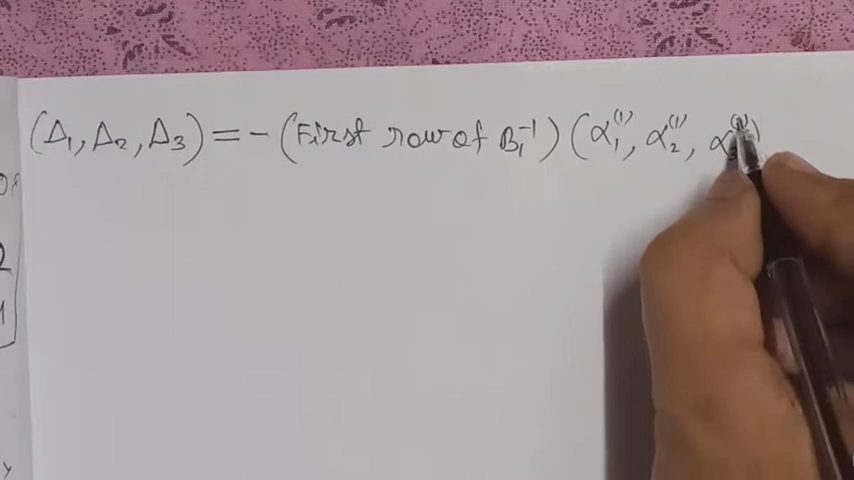 (Δ₁, Δ₂, Δ₃) = - (First row of B₁⁻¹) (α₁⁽¹⁾, α₂⁽¹⁾, α₃⁽¹⁾)